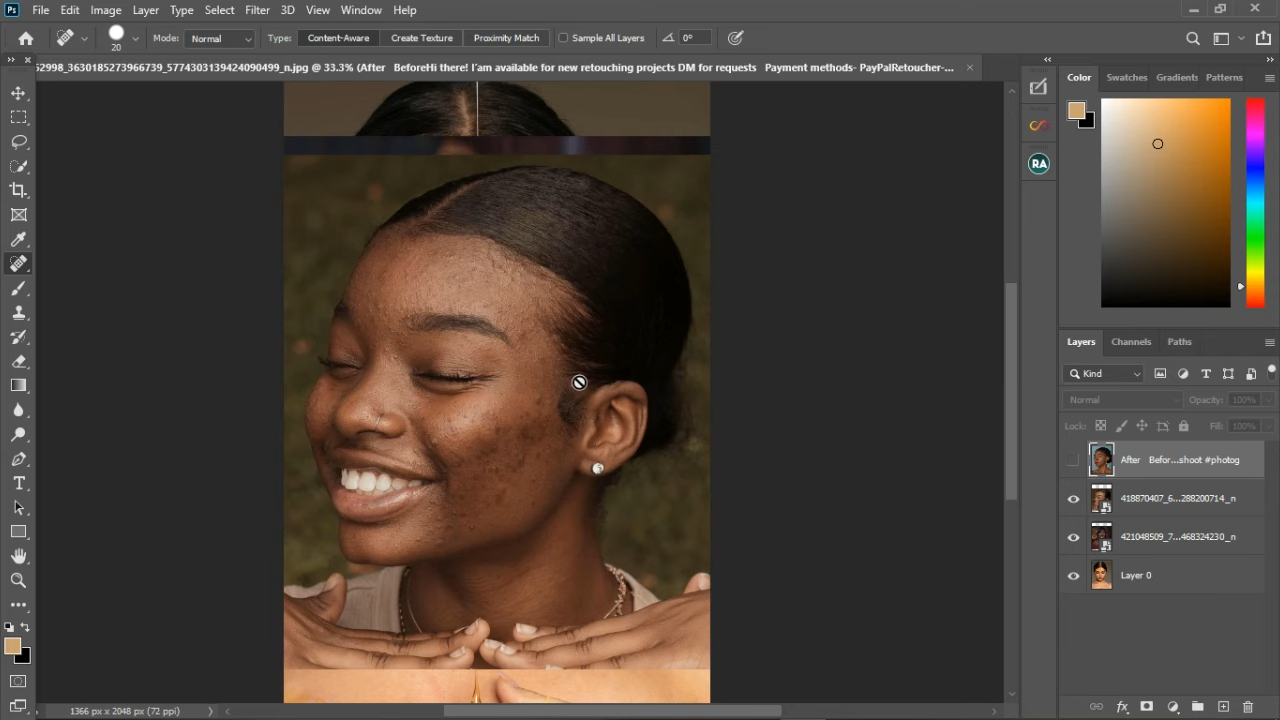 Ps File Edit Image Layer Type Select Filter 3D View Window Help
20 Mode: Normal Type: Content-Aware Create Texture Proximity Match Sample All Layers 0°
52998_3630185273966739_5774303139424090499_n.jpg @ 33.3% (After BeforeHi there! I'am available for new retouching projects DM for requests Payment methods- PayPalRetoucher-...
Color Swatches Gradients Patterns
RA
Layers Channels Paths
Kind
Normal Opacity: 100%
Lock: Fill: 100%
After Befor...shoot #photog
418870407_6...288200714_n
421048509_7...468324230_n
Layer 0
1366 px x 2048 px (72 ppi)